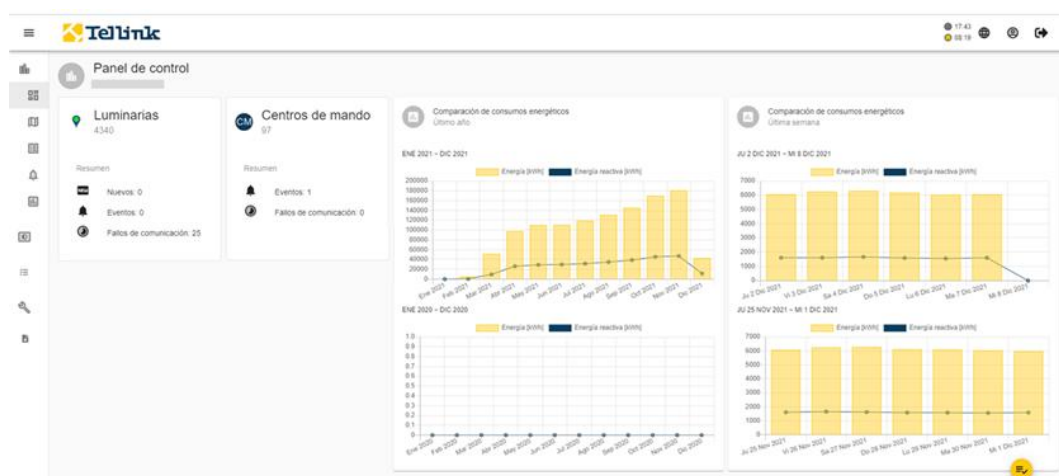 Tellink
17:43
08:19
Panel de control
Luminarias
4340
Resumen
Nuevos: 0
Eventos: 0
Fallos de comunicación: 25
Centros de mando
CM
97
Resumen
Eventos: 1
Fallos de comunicación: 0
Comparación de consumos energéticos
Último año
ENE 2021 – DIC 2021
Energía [kWh] Energía reactiva [kWh]
200000
180000
160000
140000
120000
100000
80000
60000
40000
20000
0
Ene 2021 Feb 2021 Mar 2021 Abr 2021 May 2021 Jun 2021 Jul 2021 Ago 2021 Sep 2021 Oct 2021 Nov 2021 Dic 2021
ENE 2020 – DIC 2020
Energía [kWh] Energía reactiva [kWh]
1.0
0.9
0.8
0.7
0.6
0.5
0.4
0.3
0.2
0.1
0
Ene 2020 Feb 2020 Mar 2020 Abr 2020 May 2020 Jun 2020 Jul 2020 Ago 2020 Sep 2020 Oct 2020 Nov 2020 Dic 2020
Comparación de consumos energéticos
Última semana
JU 2 DIC 2021 – MI 8 DIC 2021
Energía [kWh] Energía reactiva [kWh]
7000
6000
5000
4000
3000
2000
1000
0
Ju 2 Dic 2021 Vi 3 Dic 2021 Sa 4 Dic 2021 Do 5 Dic 2021 Lu 6 Dic 2021 Ma 7 Dic 2021 Mi 8 Dic 2021
JU 25 NOV 2021 – MI 1 DIC 2021
Energía [kWh] Energía reactiva [kWh]
7000
6000
5000
4000
3000
2000
1000
0
Ju 25 Nov 2021 Vi 26 Nov 2021 Sa 27 Nov 2021 Do 28 Nov 2021 Lu 29 Nov 2021 Ma 30 Nov 2021 Mi 1 Dic 2021